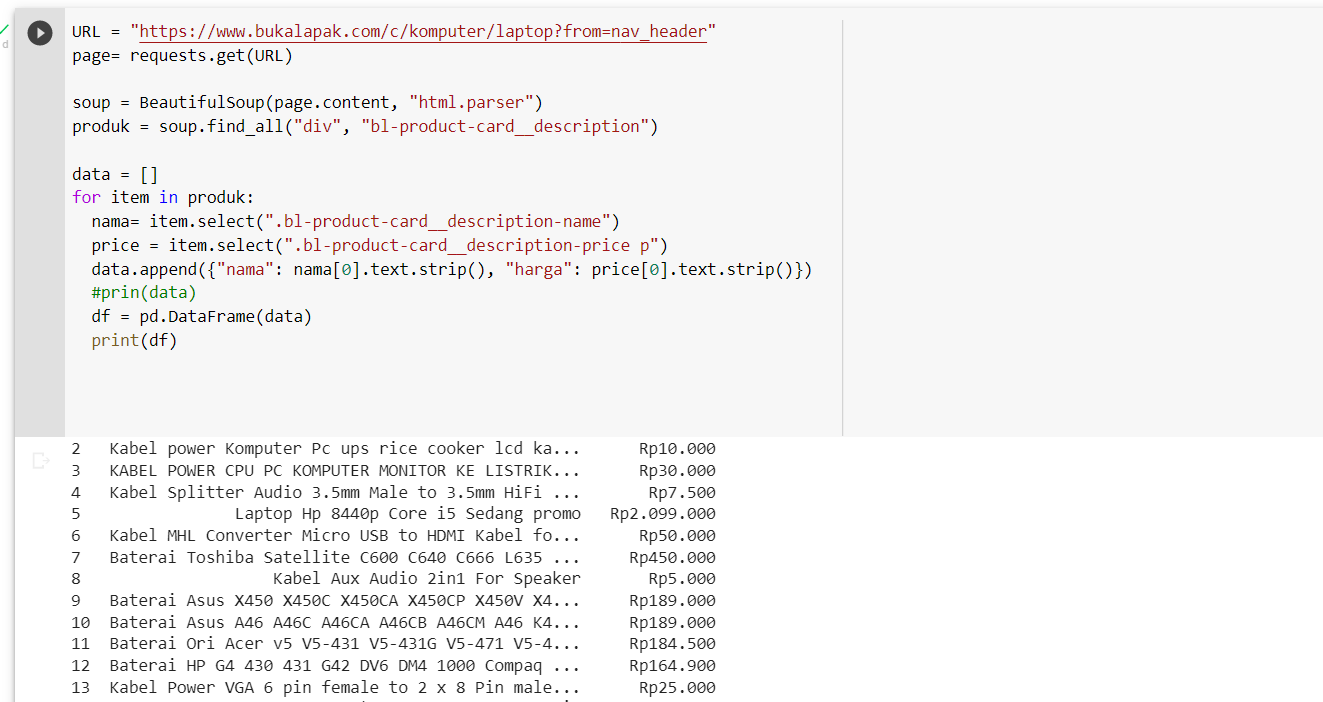 URL = "https://www.bukalapak.com/c/komputer/laptop?from=nav_header"
page= requests.get(URL)
soup = BeautifulSoup(page.content, "html.parser")
produk = soup.find_all("div", "bl-product-card__description")
data = []
for item in produk:
  nama= item.select(".bl-product-card__description-name")
  price = item.select(".bl-product-card__description-price p")
  data.append({"nama": nama[0].text.strip(), "harga": price[0].text.strip()})
  #prin(data)
  df = pd.DataFrame(data)
  print(df)
2 Kabel power Komputer Pc ups rice cooker lcd ka... Rp10.000
3 KABEL POWER CPU PC KOMPUTER MONITOR KE LISTRIK... Rp30.000
4 Kabel Splitter Audio 3.5mm Male to 3.5mm HiFi ... Rp7.500
5 Laptop Hp 8440p Core i5 Sedang promo Rp2.099.000
6 Kabel MHL Converter Micro USB to HDMI Kabel fo... Rp50.000
7 Baterai Toshiba Satellite C600 C640 C666 L635 ... Rp450.000
8 Kabel Aux Audio 2in1 For Speaker Rp5.000
9 Baterai Asus X450 X450C X450CA X450CP X450V X4... Rp189.000
10 Baterai Asus A46 A46C A46CA A46CB A46CM A46 K4... Rp189.000
11 Baterai Ori Acer v5 V5-431 V5-431G V5-471 V5-4... Rp184.500
12 Baterai HP G4 430 431 G42 DV6 DM4 1000 Compaq ... Rp164.900
13 Kabel Power VGA 6 pin female to 2 x 8 Pin male... Rp25.000